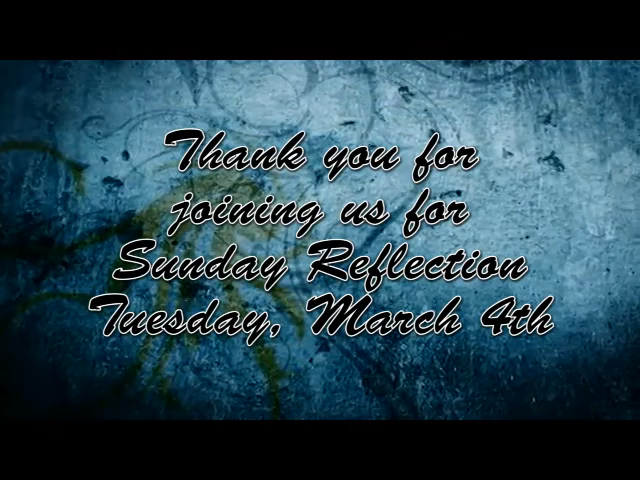 Thank you for
joining us for
Sunday Reflection
Tuesday, March 4th